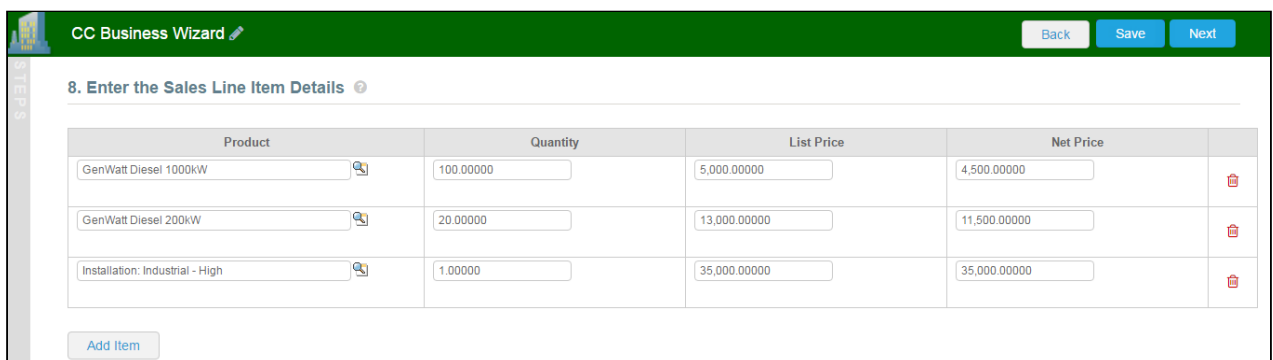 CC Business Wizard
Back
Save
Next
STEPS
8. Enter the Sales Line Item Details ?
Product Quantity List Price Net Price
GenWatt Diesel 1000kW 100.00000 5,000.00000 4,500.00000
GenWatt Diesel 200kW 20.00000 13,000.00000 11,500.00000
Installation: Industrial - High 1.00000 35,000.00000 35,000.00000
Add Item